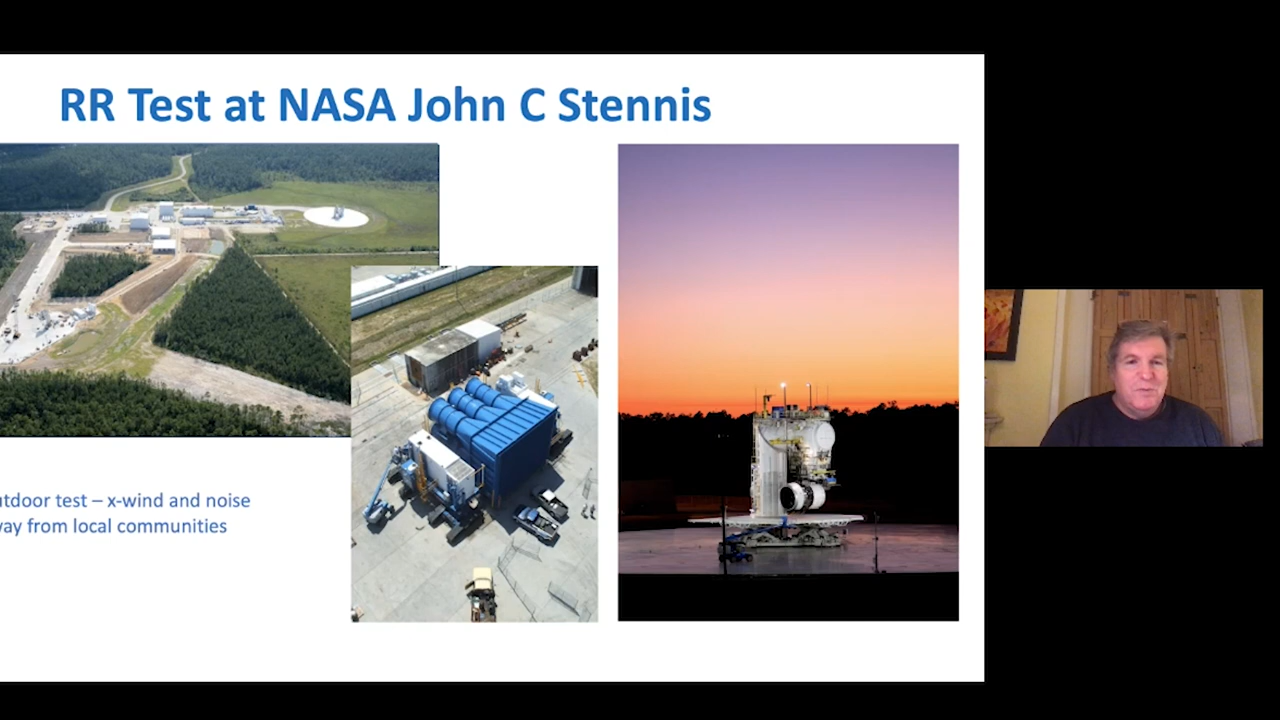 RR Test at NASA John C Stennis
utdoor test – x-wind and noise
way from local communities